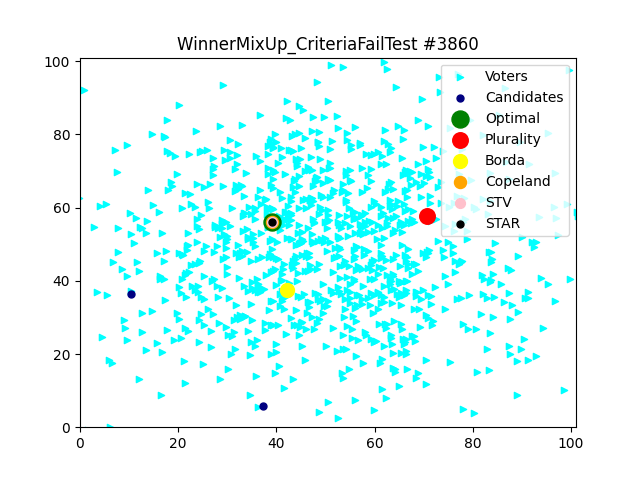 WinnerMixUp_CriteriaFailTest #3860
Voters
Candidates
Optimal
Plurality
Borda
Copeland
STV
STAR
100
80
60
40
20
0
0 20 40 60 80 100